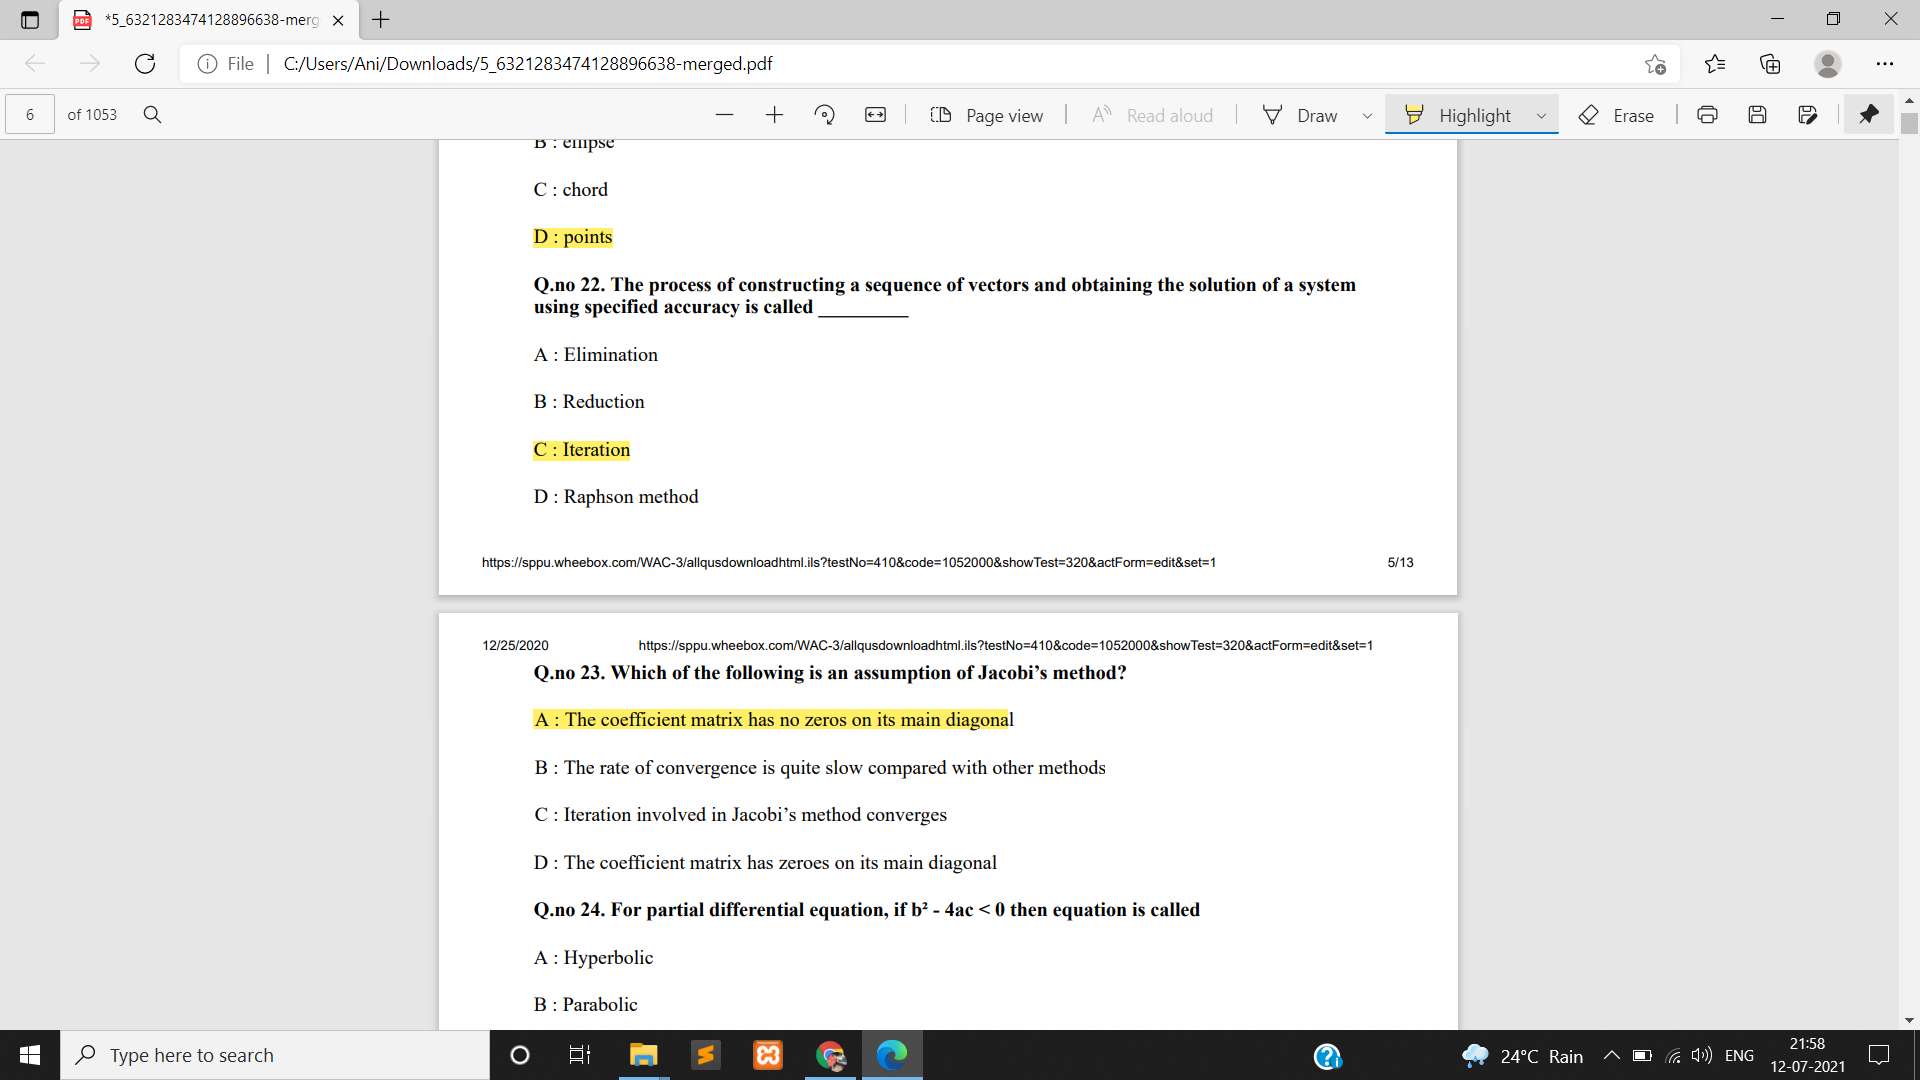 *5_6321283474128896638-merg
File
C:/Users/Ani/Downloads/5_6321283474128896638-merged.pdf
6 of 1053
Page view
Read aloud
Draw
Highlight
Erase
B : ellipse
C : chord
D : points
Q.no 22. The process of constructing a sequence of vectors and obtaining the solution of a system
using specified accuracy is called _________
A : Elimination
B : Reduction
C : Iteration
D : Raphson method
https://sppu.wheebox.com/WAC-3/allqusdownloadhtml.ils?testNo=410&code=1052000&showTest=320&actForm=edit&set=1 5/13
12/25/2020 https://sppu.wheebox.com/WAC-3/allqusdownloadhtml.ils?testNo=410&code=1052000&showTest=320&actForm=edit&set=1
Q.no 23. Which of the following is an assumption of Jacobi’s method?
A : The coefficient matrix has no zeros on its main diagonal
B : The rate of convergence is quite slow compared with other methods
C : Iteration involved in Jacobi’s method converges
D : The coefficient matrix has zeroes on its main diagonal
Q.no 24. For partial differential equation, if b² - 4ac < 0 then equation is called
A : Hyperbolic
B : Parabolic
Type here to search
24°C Rain
ENG
21:58
12-07-2021